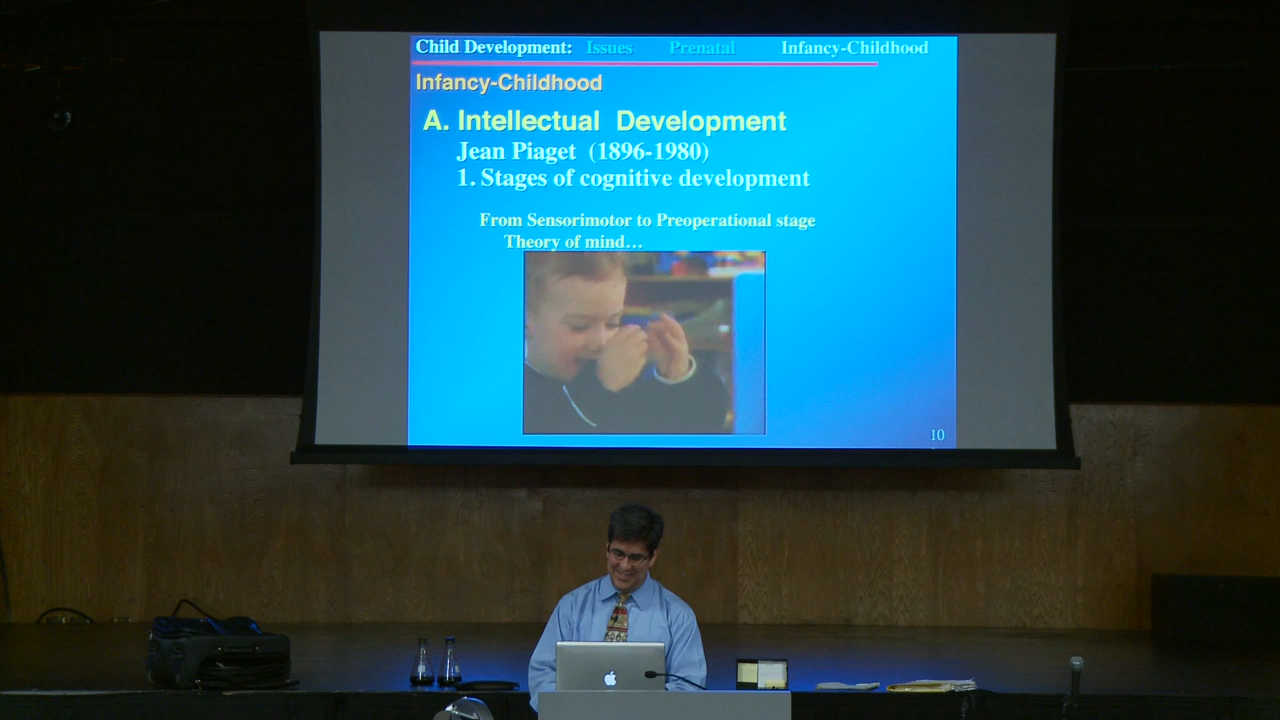 Child Development: Issues Prenatal Infancy-Childhood
Infancy-Childhood
A. Intellectual Development
Jean Piaget (1896-1980)
1. Stages of cognitive development
From Sensorimotor to Preoperational stage
Theory of mind…
10